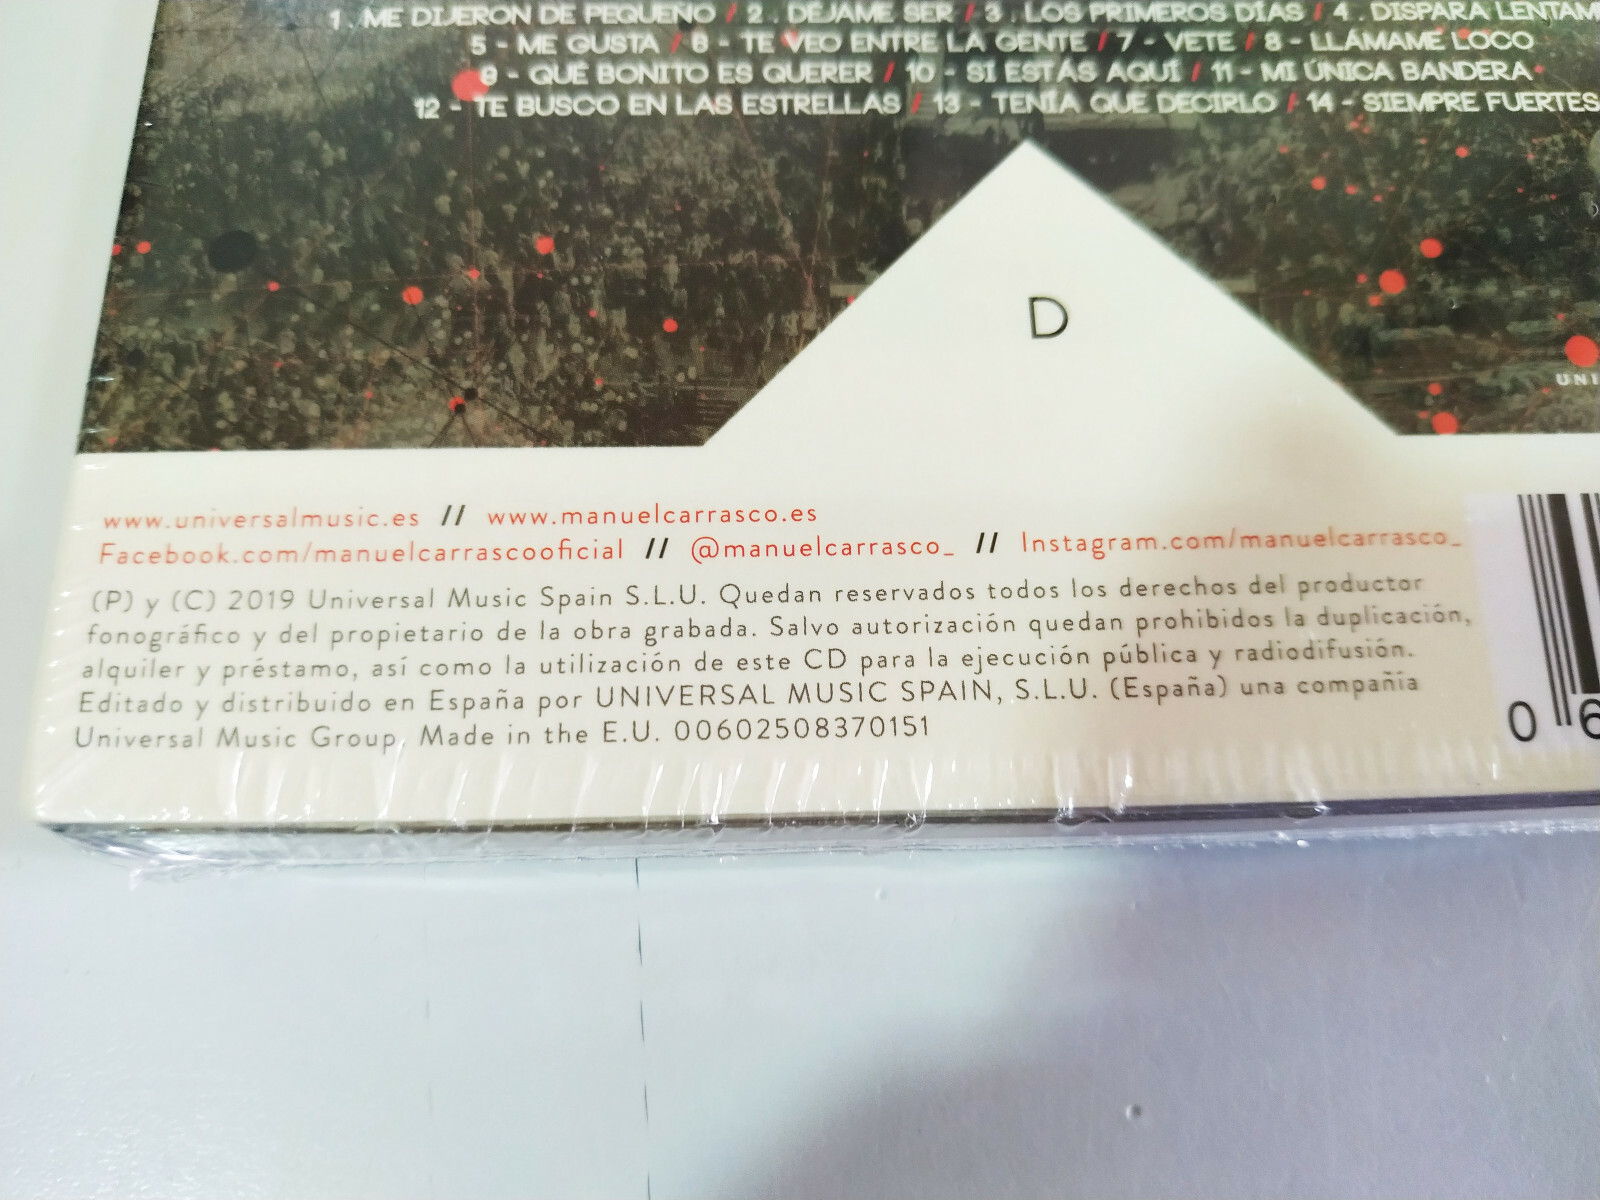 1 . ME DIJERON DE PEQUEÑO / 2 . DÉJAME SER / 3 . LOS PRIMEROS DÍAS / 4 . DISPARA LENTAM
5 - ME GUSTA / 6 - TE VEO ENTRE LA GENTE / 7 - VETE / 8 - LLÁMAME LOCO
9 - QUÉ BONITO ES QUERER / 10 - SI ESTÁS AQUÍ / 11 - MI ÚNICA BANDERA
12 - TE BUSCO EN LAS ESTRELLAS / 13 - TENÍA QUE DECIRLO / 14 - SIEMPRE FUERTES
D
UNI
www.universalmusic.es // www.manuelcarrasco.es
Facebook.com/manuelcarrascooficial // @manuelcarrasco_ // Instagram.com/manuelcarrasco_
(P) y (C) 2019 Universal Music Spain S.L.U. Quedan reservados todos los derechos del productor
fonográfico y del propietario de la obra grabada. Salvo autorización quedan prohibidos la duplicación,
alquiler y préstamo, así como la utilización de este CD para la ejecución pública y radiodifusión.
Editado y distribuido en España por UNIVERSAL MUSIC SPAIN, S.L.U. (España) una compañía
Universal Music Group. Made in the E.U. 00602508370151
0 6